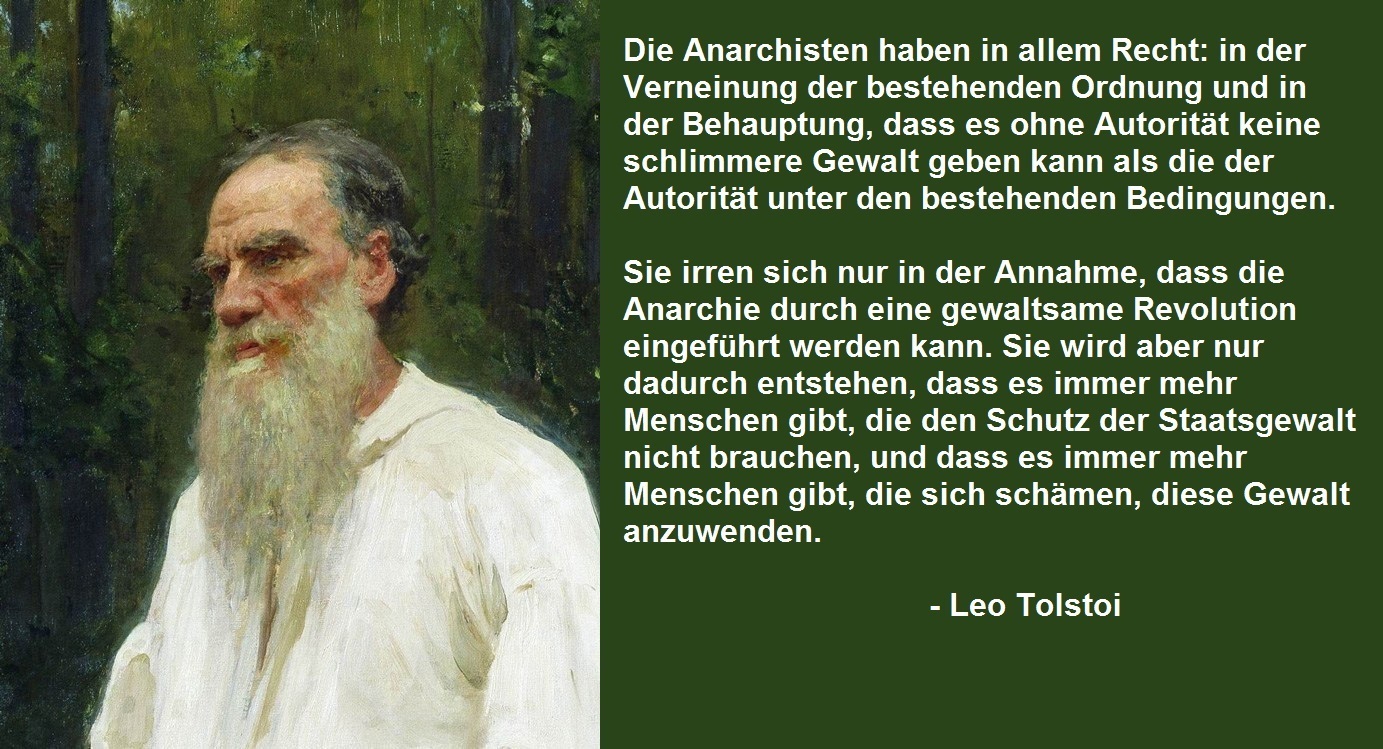 Die Anarchisten haben in allem Recht: in der
Verneinung der bestehenden Ordnung und in
der Behauptung, dass es ohne Autorität keine
schlimmere Gewalt geben kann als die der
Autorität unter den bestehenden Bedingungen.
Sie irren sich nur in der Annahme, dass die
Anarchie durch eine gewaltsame Revolution
eingeführt werden kann. Sie wird aber nur
dadurch entstehen, dass es immer mehr
Menschen gibt, die den Schutz der Staatsgewalt
nicht brauchen, und dass es immer mehr
Menschen gibt, die sich schämen, diese Gewalt
anzuwenden.
- Leo Tolstoi